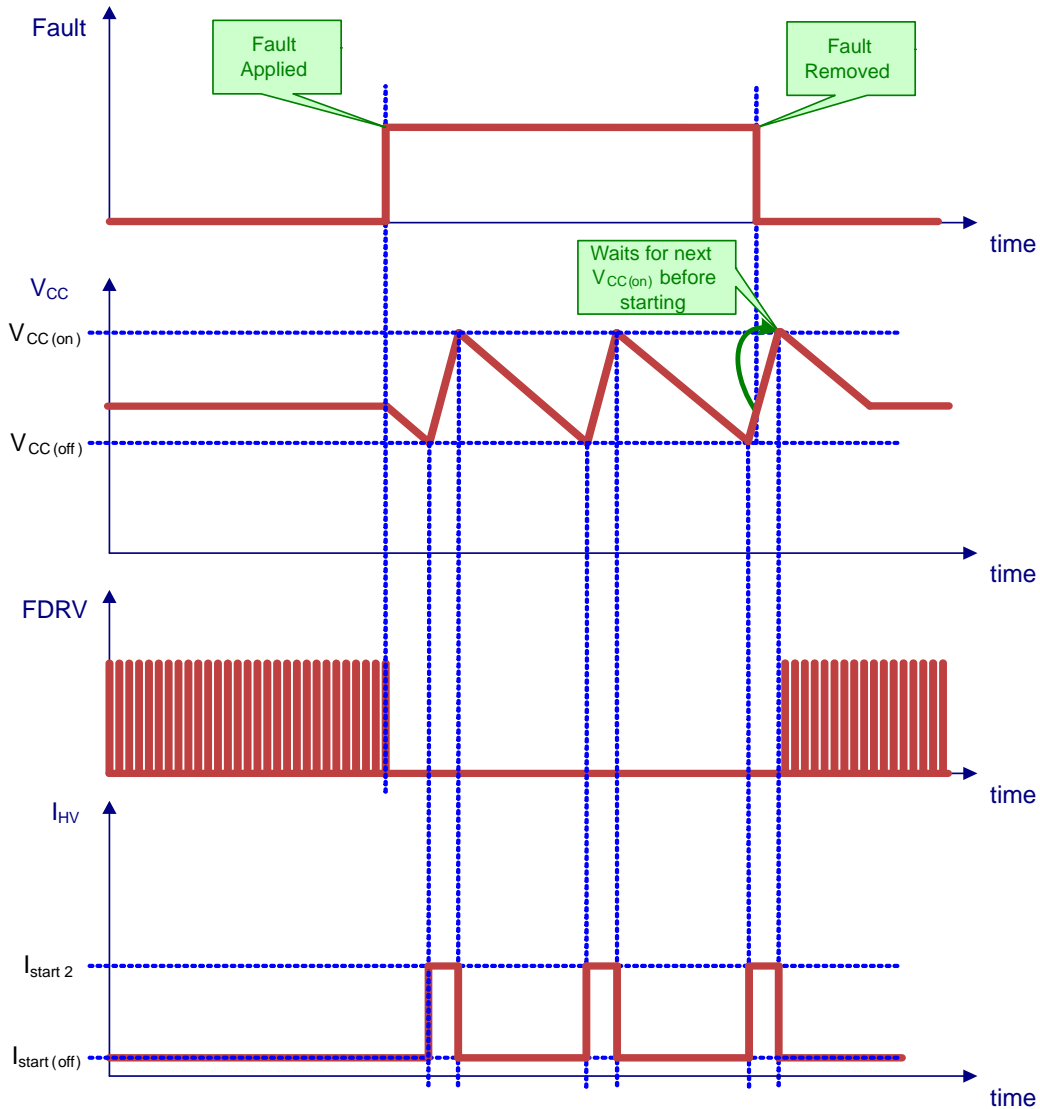 Fault
Fault
Applied
Fault
Removed
time
VCC
Waits for next
VCC(on) before
starting
VCC(on)
VCC(off)
time
FDRV
time
IHV
Istart 2
Istart(off)
time